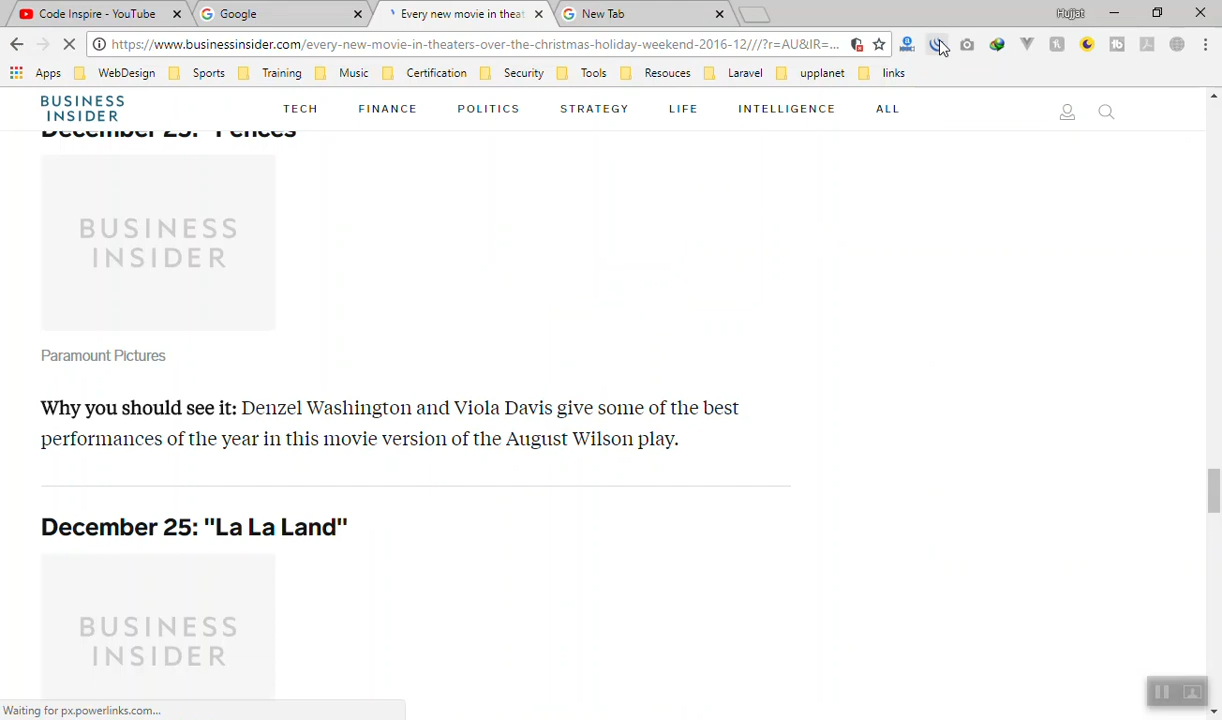 Code Inspire - YouTube
Google
Every new movie in theat
New Tab
Hujjat
https://www.businessinsider.com/every-new-movie-in-theaters-over-the-christmas-holiday-weekend-2016-12///?r=AU&IR=...
Apps WebDesign Sports Training Music Certification Security Tools Resouces Laravel upplanet links
BUSINESS
INSIDER
TECH FINANCE POLITICS STRATEGY LIFE INTELLIGENCE ALL
December 25: "Fences"
BUSINESS
INSIDER
Paramount Pictures
Why you should see it: Denzel Washington and Viola Davis give some of the best
performances of the year in this movie version of the August Wilson play.
December 25: "La La Land"
BUSINESS
INSIDER
Waiting for px.powerlinks.com...